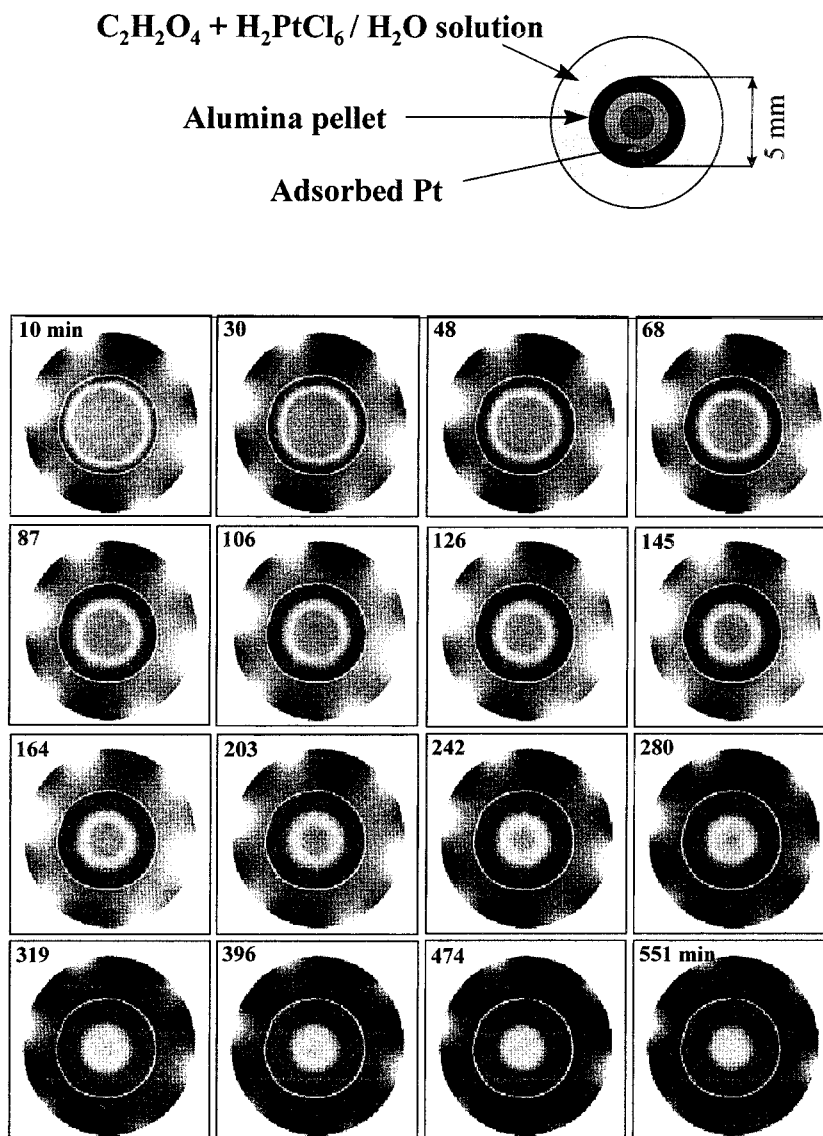 C₂H₂O₄ + H₂PtCl₆ / H₂O solution
Alumina pellet
Adsorbed Pt
5 mm
10 min
30
48
68
87
106
126
145
164
203
242
280
319
396
474
551 min